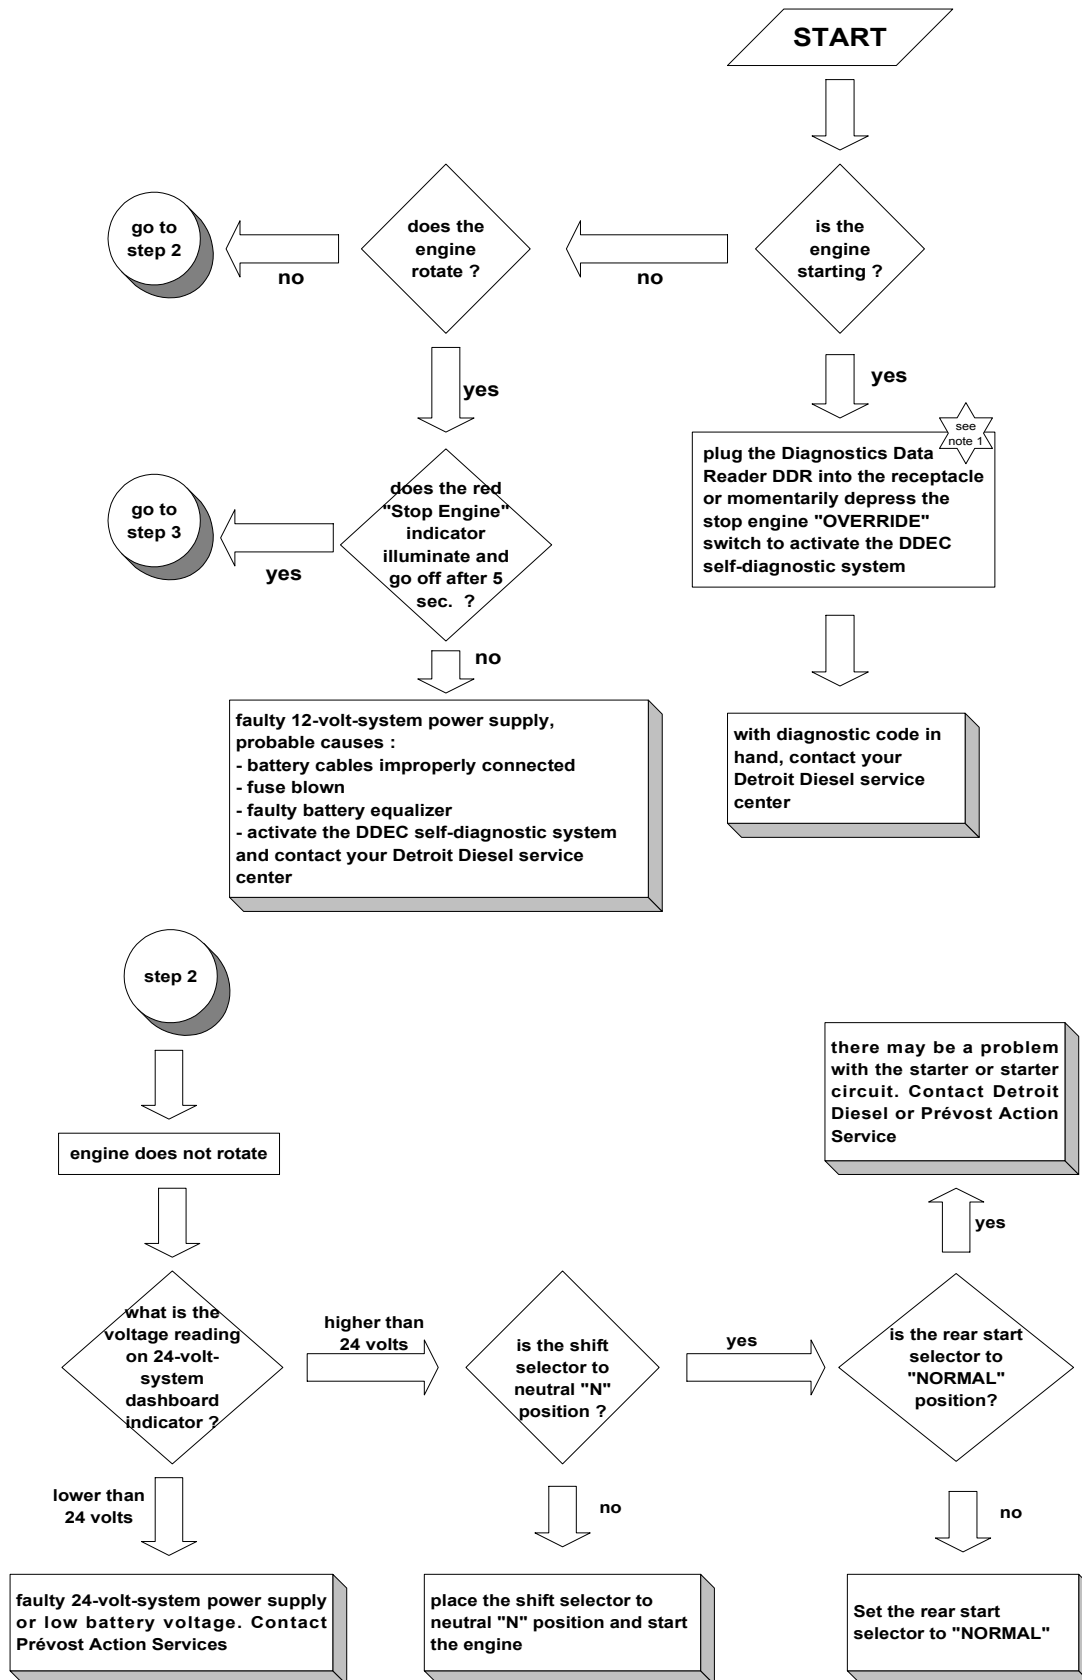 START
is the
engine
starting ?
no
does the
engine
rotate ?
no
go to
step 2
yes
yes
see
note 1
plug the Diagnostics Data
Reader DDR into the receptacle
or momentarily depress the
stop engine "OVERRIDE"
switch to activate the DDEC
self-diagnostic system
does the red
"Stop Engine"
indicator
illuminate and
go off after 5
sec. ?
yes
go to
step 3
no
faulty 12-volt-system power supply,
probable causes :
- battery cables improperly connected
- fuse blown
- faulty battery equalizer
- activate the DDEC self-diagnostic system
and contact your Detroit Diesel service
center
with diagnostic code in
hand, contact your
Detroit Diesel service
center
step 2
engine does not rotate
what is the
voltage reading
on 24-volt-
system
dashboard
indicator ?
higher than
24 volts
is the shift
selector to
neutral "N"
position ?
yes
is the rear start
selector to
"NORMAL"
position?
yes
there may be a problem
with the starter or starter
circuit. Contact Detroit
Diesel or Prévost Action
Service
lower than
24 volts
no
no
faulty 24-volt-system power supply
or low battery voltage. Contact
Prévost Action Services
place the shift selector to
neutral "N" position and start
the engine
Set the rear start
selector to "NORMAL"